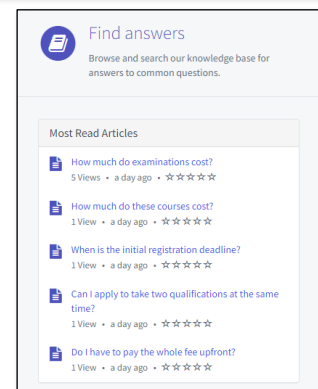 Find answers
Browse and search our knowledge base for
answers to common questions.
Most Read Articles
How much do examinations cost?
5 Views • a day ago • ☆☆☆☆☆
How much do these courses cost?
1 View • a day ago • ☆☆☆☆☆
When is the initial registration deadline?
1 View • a day ago • ☆☆☆☆☆
Can I apply to take two qualifications at the same
time?
1 View • a day ago • ☆☆☆☆☆
Do I have to pay the whole fee upfront?
1 View • a day ago • ☆☆☆☆☆